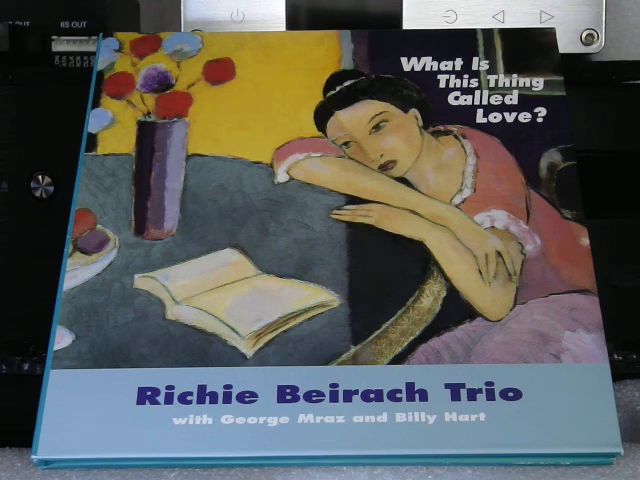 IIS OUT
What Is
This Thing
Called
Love?
Richie Beirach Trio
with George Mraz and Billy Hart